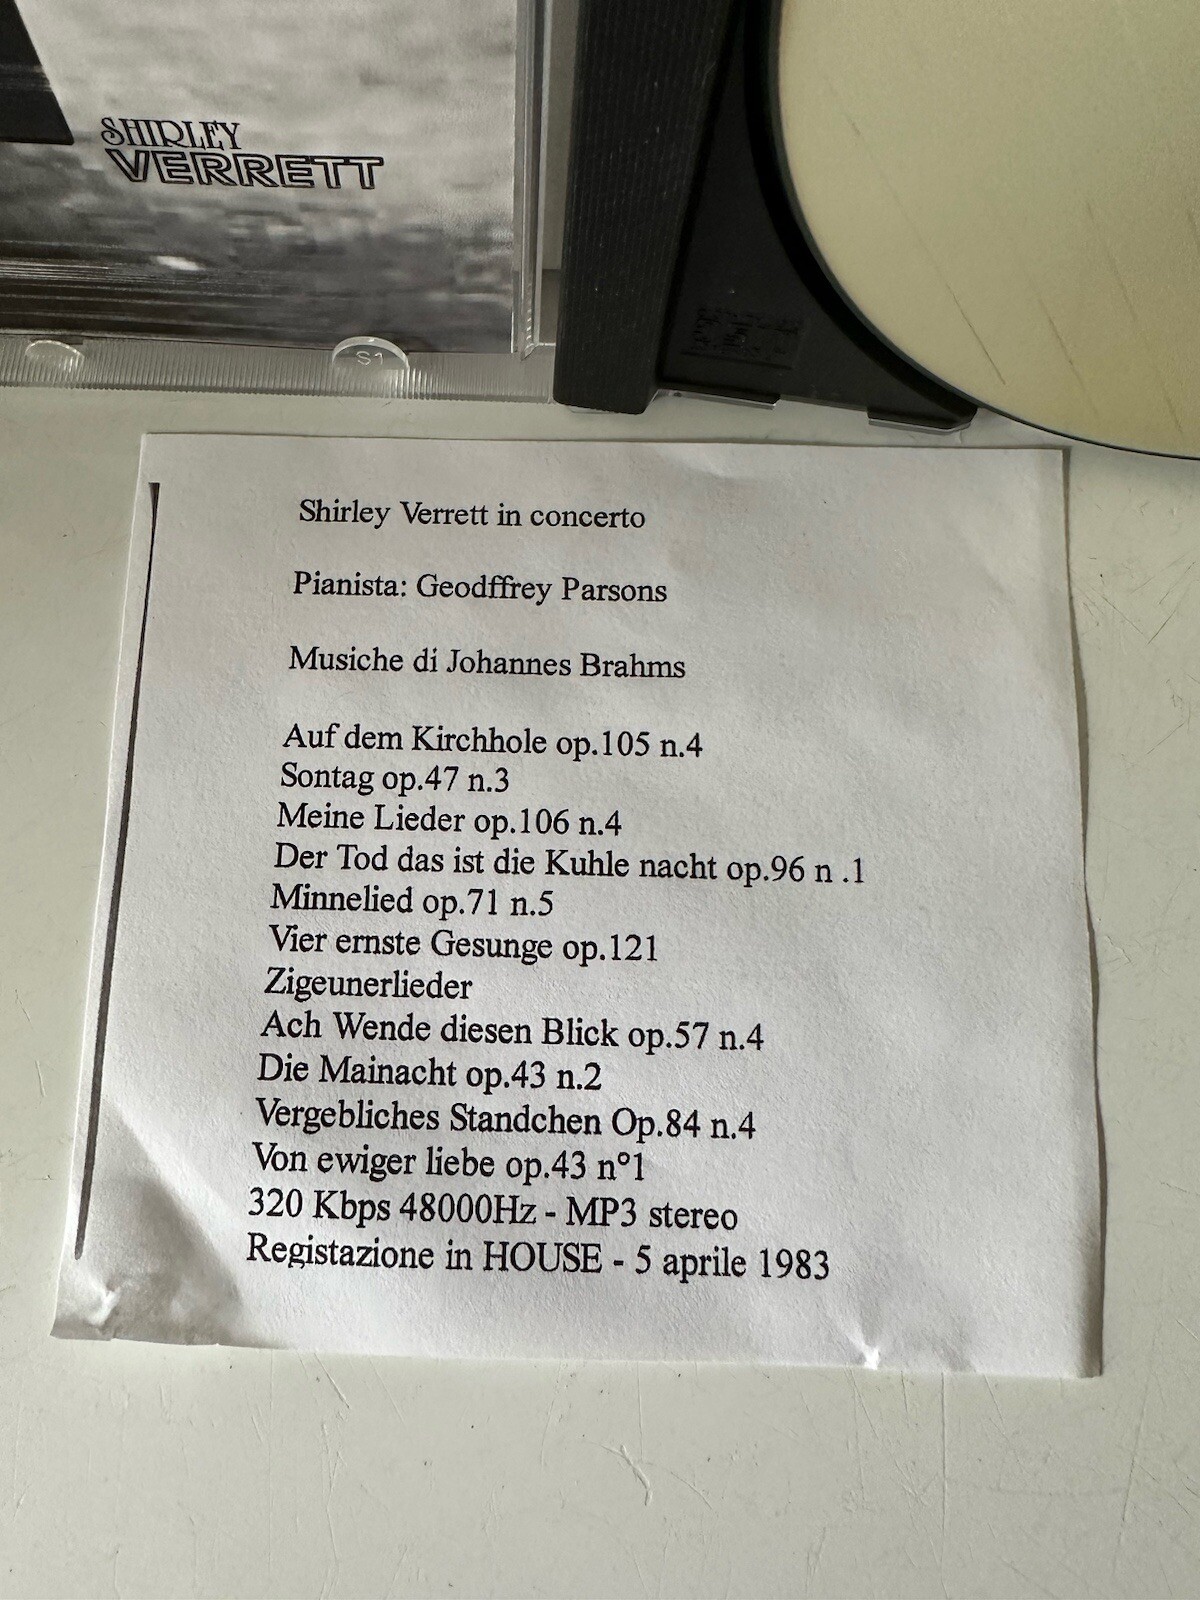 SHIRLEY
VERRETT
S1
Shirley Verrett in concerto
Pianista: Geodffrey Parsons
Musiche di Johannes Brahms
Auf dem Kirchhole op.105 n.4
Sontag op.47 n.3
Meine Lieder op.106 n.4
Der Tod das ist die Kuhle nacht op.96 n .1
Minnelied op.71 n.5
Vier ernste Gesunge op.121
Zigeunerlieder
Ach Wende diesen Blick op.57 n.4
Die Mainacht op.43 n.2
Vergebliches Standchen Op.84 n.4
Von ewiger liebe op.43 n°1
320 Kbps 48000Hz - MP3 stereo
Registazione in HOUSE - 5 aprile 1983